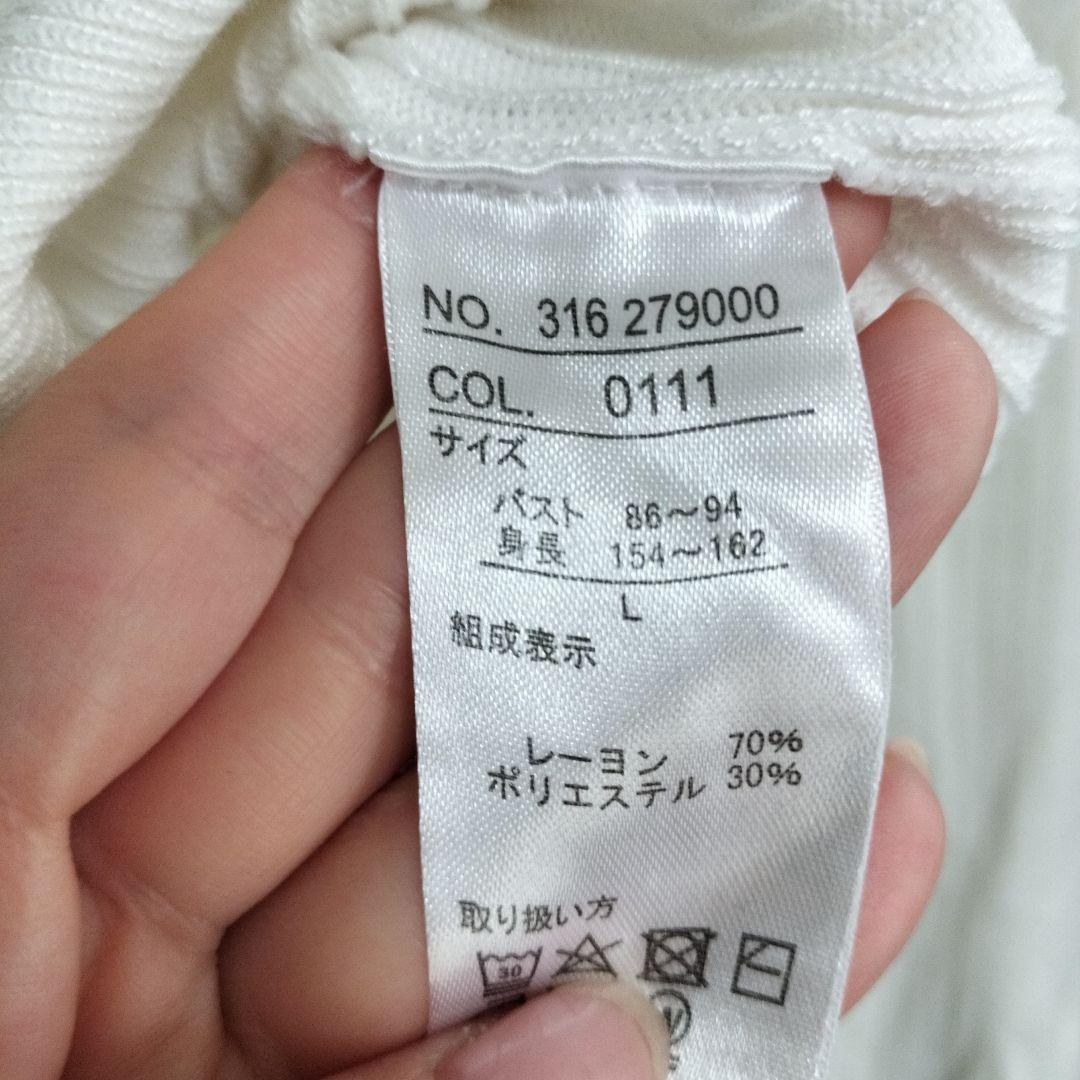 NO. 316 279000
COL. 0111
サイズ
バスト 86～94
身長 154～162
L
組成表示
レーヨン 70%
ポリエステル 30%
取り扱い方
30